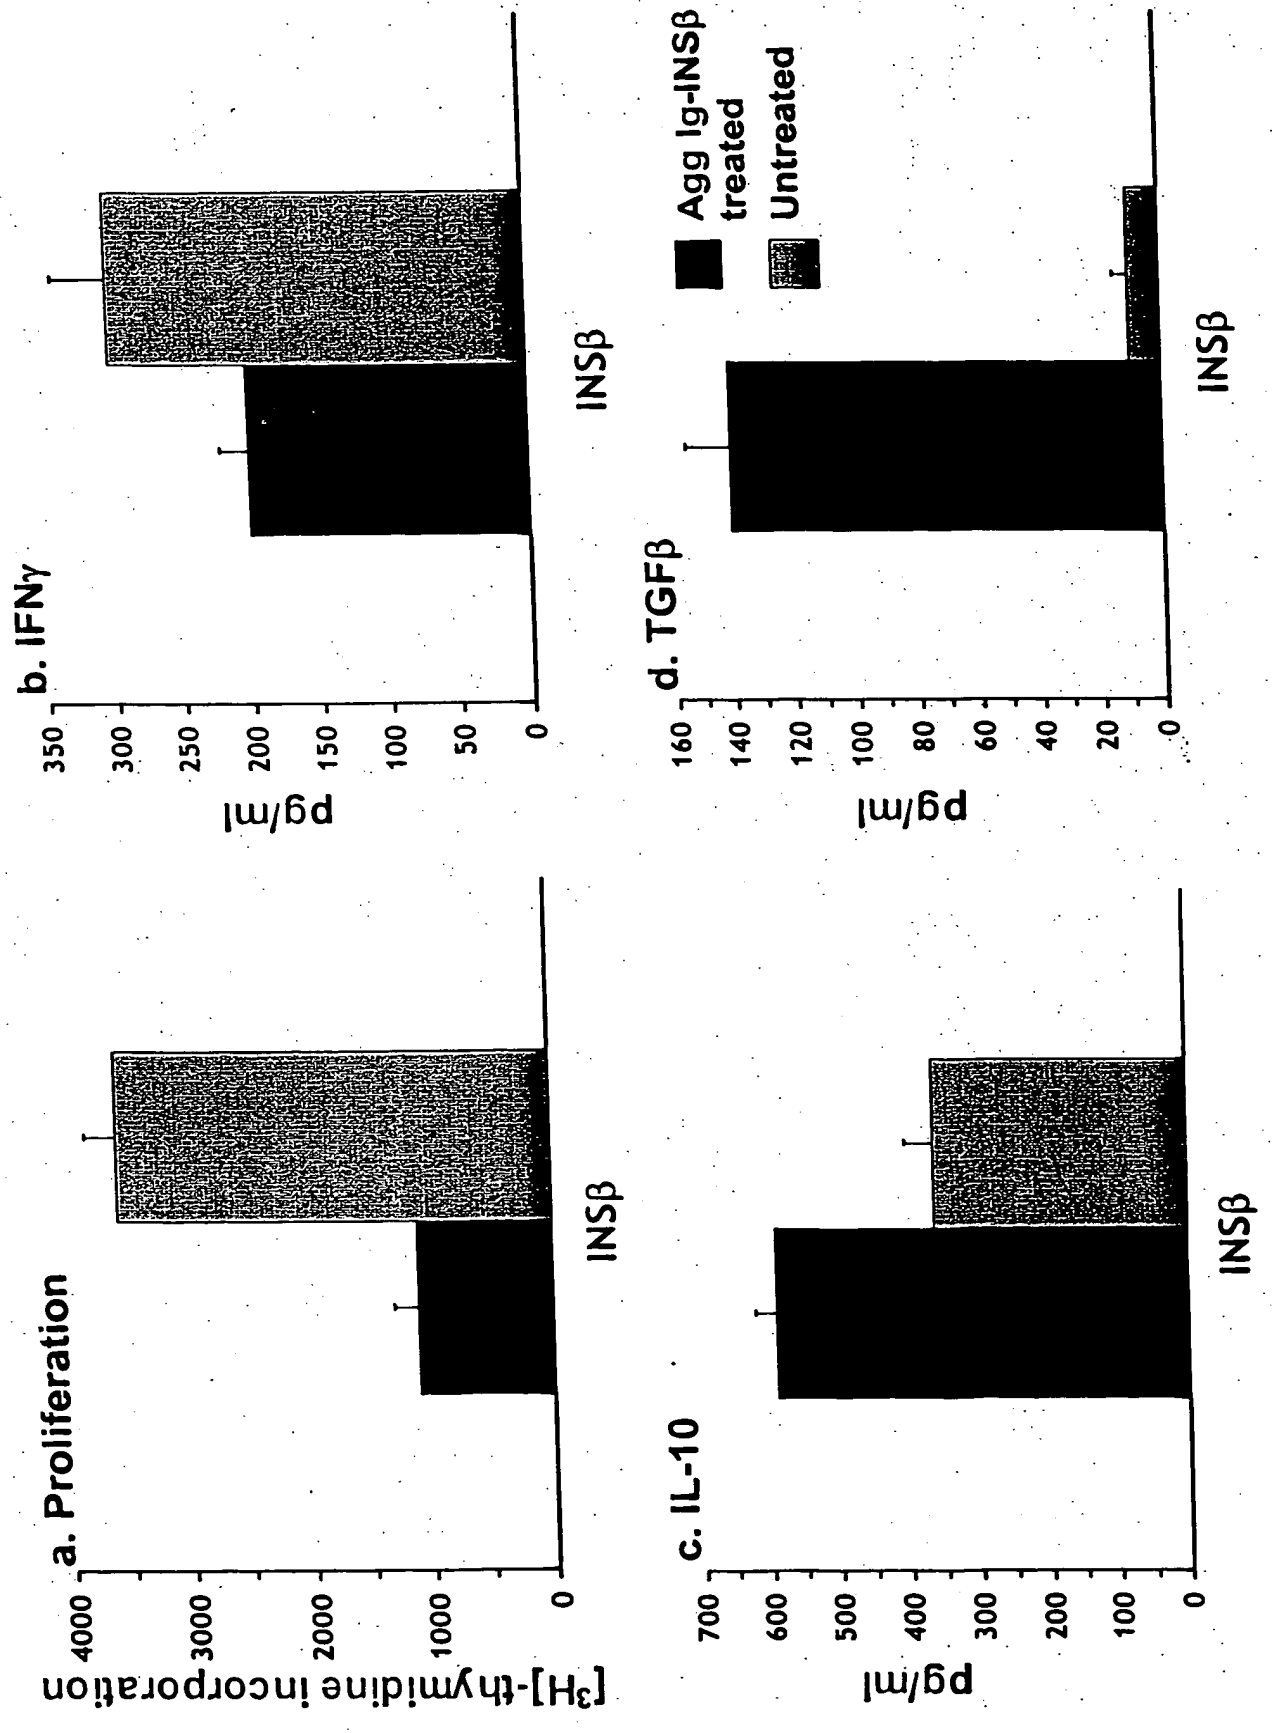 a. Proliferation
[³H]-thymidine incorporation
4000
3000
2000
1000
0
INSβ
b. IFNγ
pg/ml
350
300
250
200
150
100
50
0
INSβ
c. IL-10
pg/ml
700
600
500
400
300
200
100
0
INSβ
d. TGFβ
pg/ml
160
140
120
100
80
60
40
20
0
INSβ
Agg Ig-INSβ
treated
Untreated